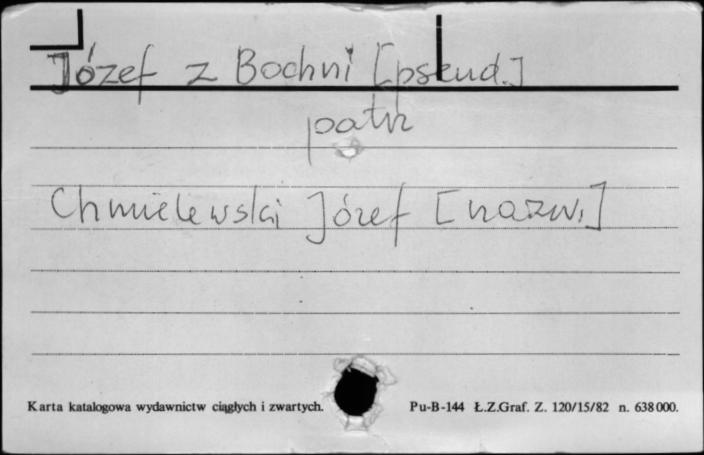 Józef z Bochni [pseud.]
patrz
Chmielewski Józef [nazw.]
Karta katalogowa wydawnictw ciągłych i zwartych. Pu-B-144 Ł.Z.Graf. Z. 120/15/82 n. 638 000.